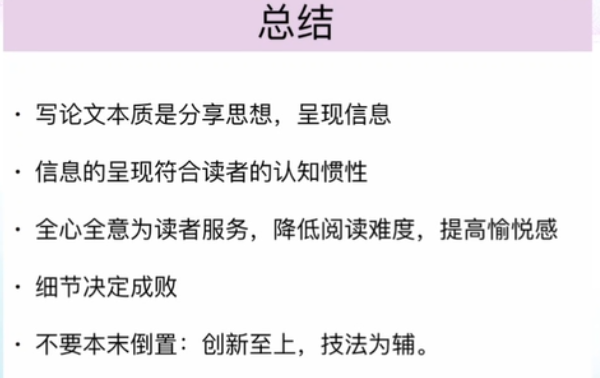 总结
· 写论文本质是分享思想，呈现信息
· 信息的呈现符合读者的认知惯性
· 全心全意为读者服务，降低阅读难度，提高愉悦感
· 细节决定成败
· 不要本末倒置：创新至上，技法为辅。